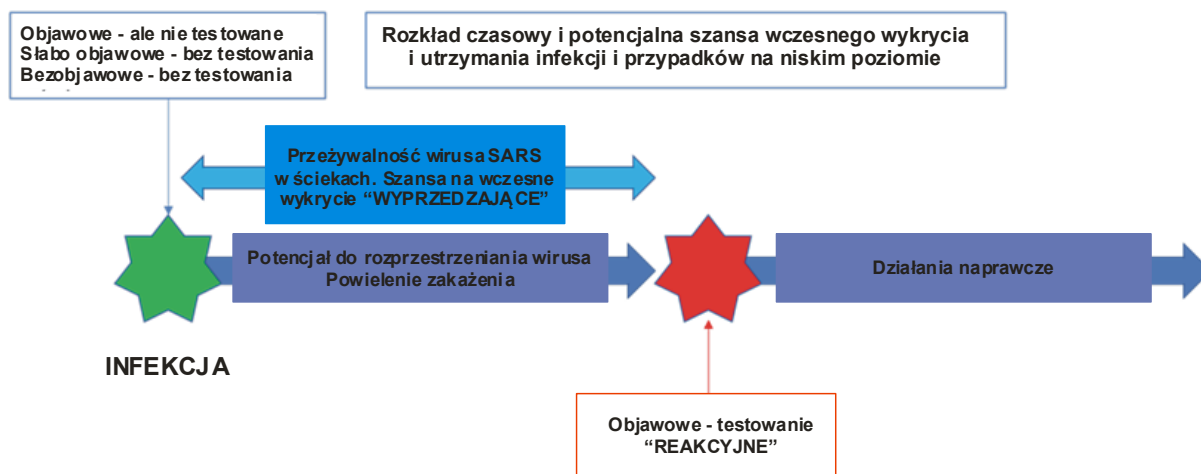 Objawowe - ale nie testowane
Słabo objawowe - bez testowania
Bezobjawowe - bez testowania
Rozkład czasowy i potencjalna szansa wczesnego wykrycia
i utrzymania infekcji i przypadków na niskim poziomie
Przeżywalność wirusa SARS
w ściekach. Szansa na wczesne
wykrycie “WYPRZEDZAJĄCE”
Potencjał do rozprzestrzeniania wirusa
Powielenie zakażenia
Działania naprawcze
INFEKCJA
Objawowe - testowanie
“REAKCYJNE”